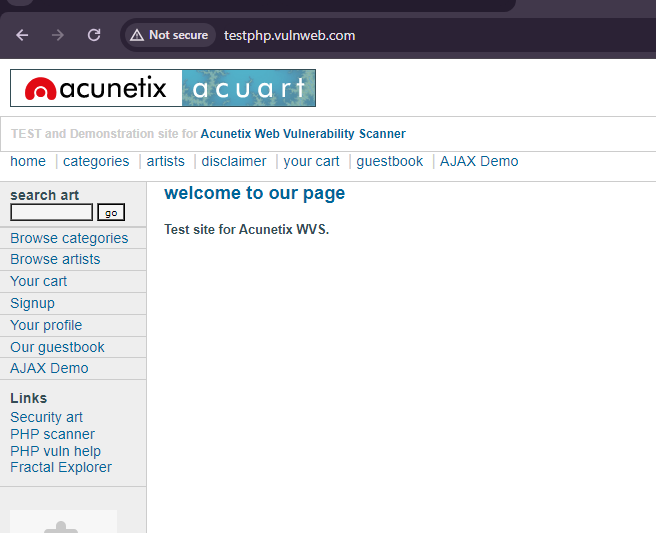 Not secure testphp.vulnweb.com
acunetix acuart
TEST and Demonstration site for Acunetix Web Vulnerability Scanner
home | categories | artists | disclaimer | your cart | guestbook | AJAX Demo
search art
go
welcome to our page
Test site for Acunetix WVS.
Browse categories
Browse artists
Your cart
Signup
Your profile
Our guestbook
AJAX Demo
Links
Security art
PHP scanner
PHP vuln help
Fractal Explorer